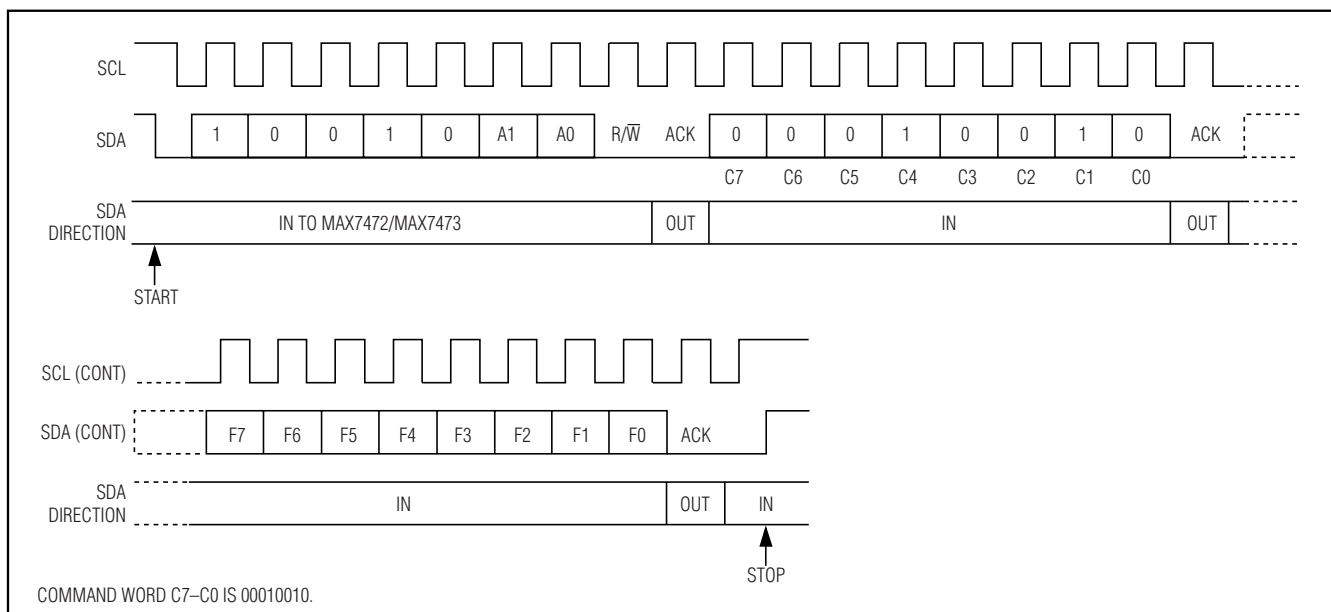 SCL
SDA 1 0 0 1 0 A1 A0 R/W̅ ACK 0 0 0 1 0 0 1 0 ACK
C7 C6 C5 C4 C3 C2 C1 C0
SDA
DIRECTION
IN TO MAX7472/MAX7473 OUT IN OUT
START
SCL (CONT)
SDA (CONT) F7 F6 F5 F4 F3 F2 F1 F0 ACK
SDA
DIRECTION
IN OUT IN
STOP
COMMAND WORD C7–C0 IS 00010010.